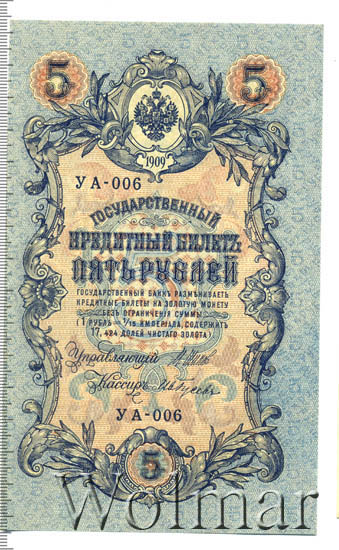 5 5
1909
УА-006
ГОСУДАРСТВЕННЫЙ
КРЕДИТНЫЙ БИЛЕТЪ
ПЯТЬ РУБЛЕЙ
ГОСУДАРСТВЕННЫЙ БАНКЪ РАЗМѢНИВАЕТЪ
КРЕДИТНЫЕ БИЛЕТЫ НА ЗОЛОТУЮ МОНЕТУ
БЕЗЪ ОГРАНИЧЕНІЯ СУММЫ
(1 РУБЛЬ = 1/15 ИМПЕРІАЛА, СОДЕРЖИТЪ
17,424 ДОЛЕЙ ЧИСТАГО ЗОЛОТА)
Управляющій
Кассиръ
УА-006
5
Wolmar